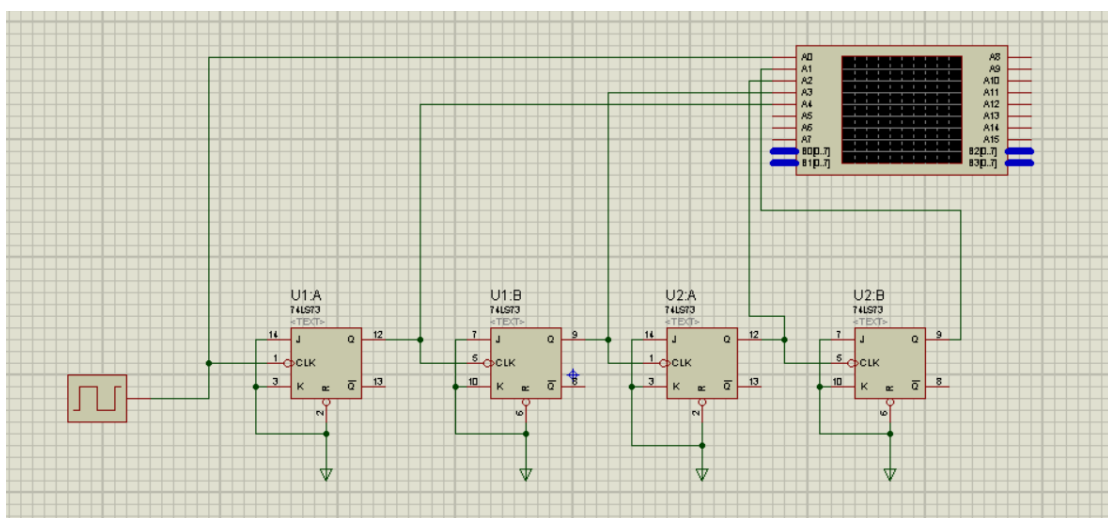 A0 A8
A1 A9
A2 A10
A3 A11
A4 A12
A5 A13
A6 A14
A7 A15
B0[0..7] B2[0..7]
B1[0..7] B3[0..7]
U1:A U1:B U2:A U2:B
74LS73 74LS73 74LS73 74LS73
<TEXT> <TEXT> <TEXT> <TEXT>
14 J Q 12 7 J Q 9 14 J Q 12 7 J Q 9
1 CLK 5 CLK 1 CLK 5 CLK
3 K R Q 13 10 K R Q 8 3 K R Q 13 10 K R Q 8
2 6 2 6